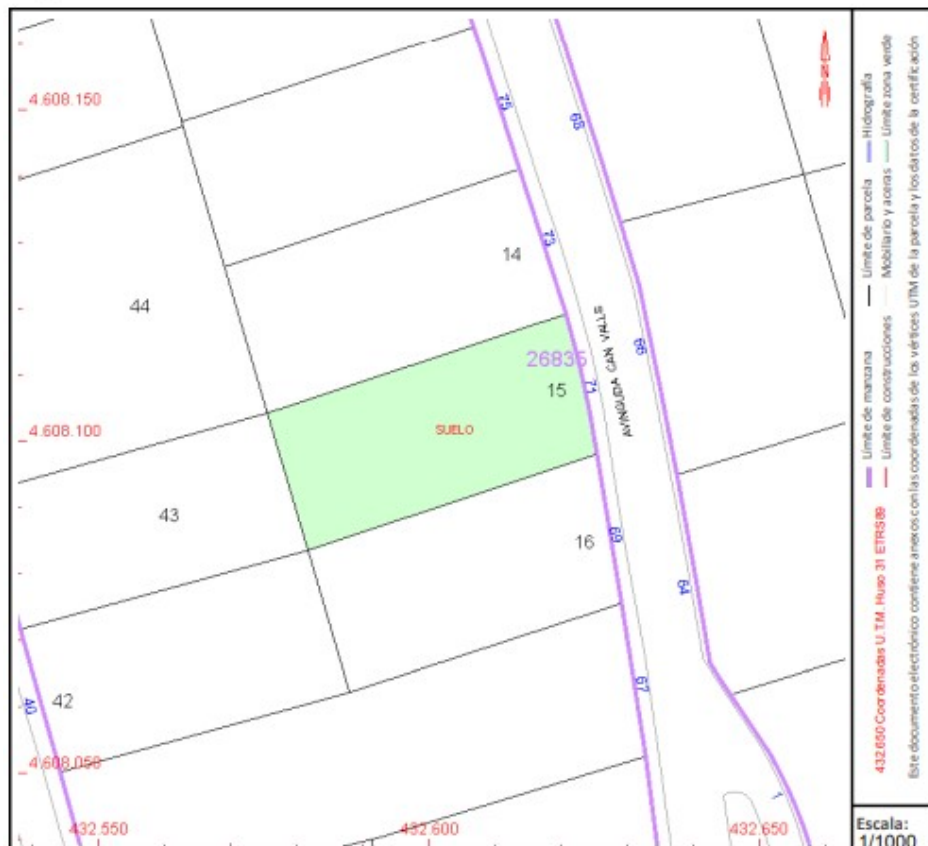 4.608.150
75
68
14
73
44
26835
AVINGUDA CAN VALLS
66
15
71
4.608.100
SUELO
43
16
69
64
42
40
67
4.608.050
1
432.550
432.600
432.650
432.650 Coordenadas U.T.M. Huso 31 ETRS89
Límite de manzana
Límite de parcela
Hidrografía
Límite de construcciones
Mobiliario y aceras
Límite zona verde
Este documento electrónico contiene anexos con las coordenadas de los vértices UTM de la parcela y los datos de la certificación
Escala:
1/1000